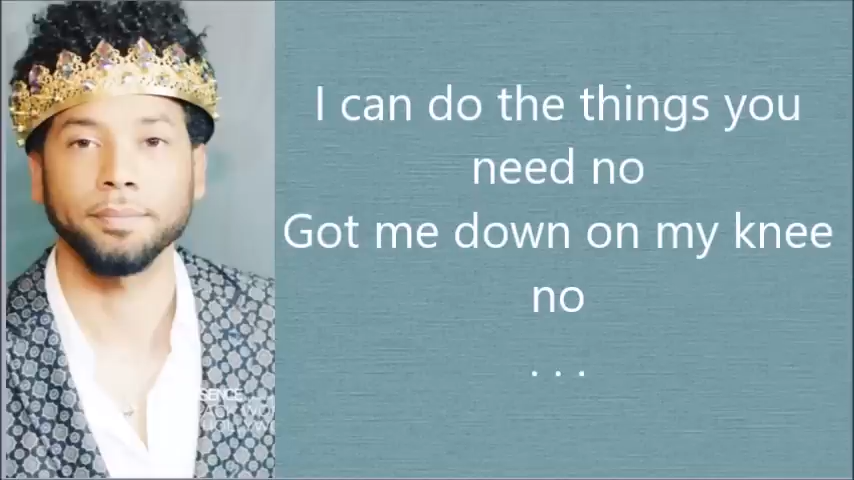 I can do the things you
need no
Got me down on my knee
no
. . .